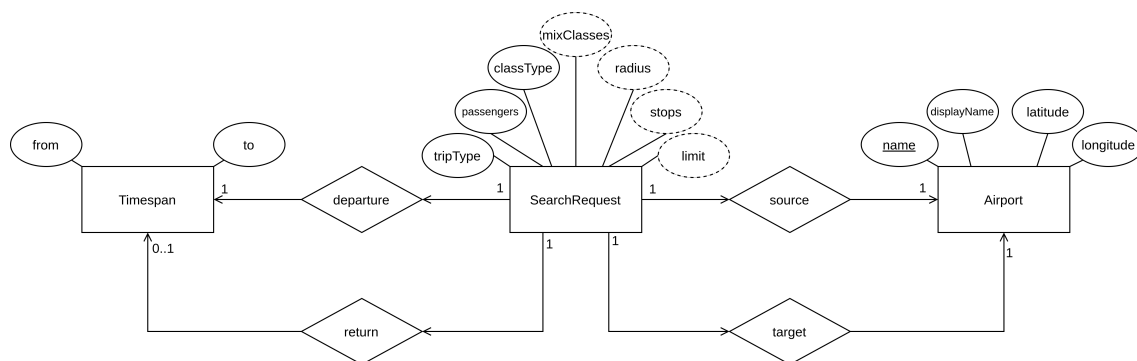 mixClasses
classType
radius
passengers
stops
displayName
latitude
from
to
tripType
limit
name
longitude
Timespan
1
departure
1
SearchRequest
1
source
1
Airport
0..1
1
1
1
return
target